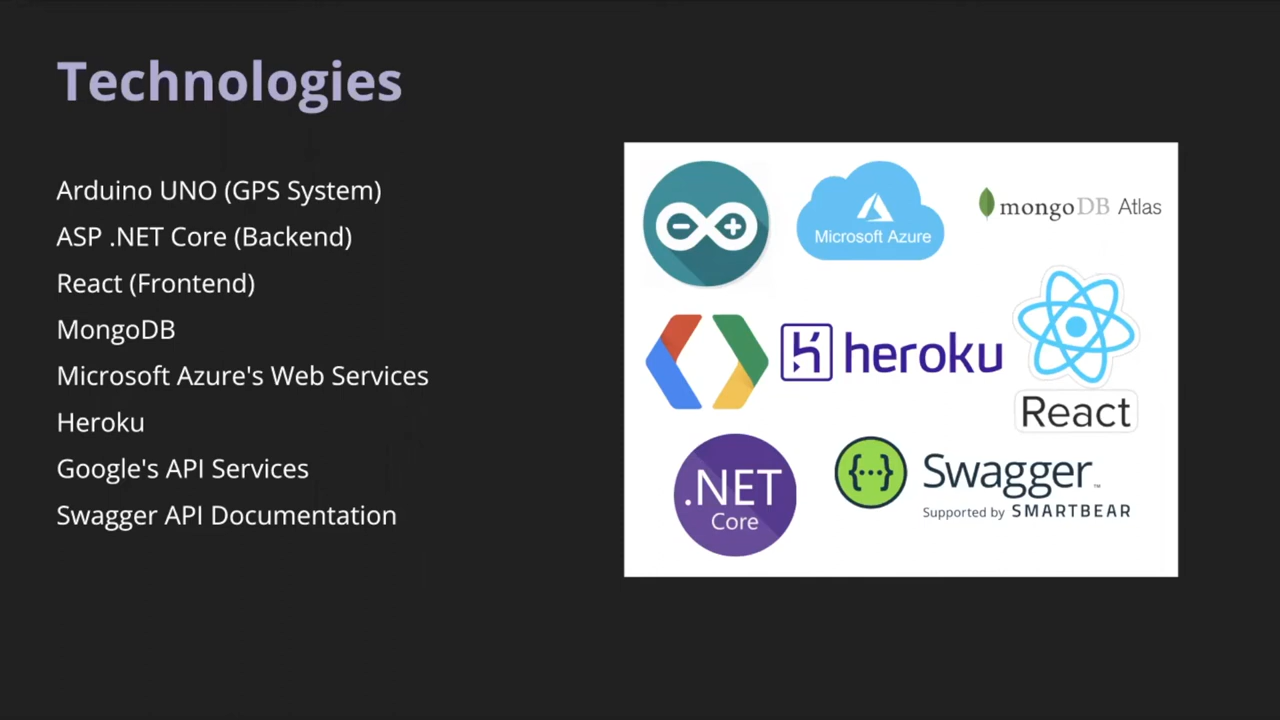 Technologies
Arduino UNO (GPS System)
ASP .NET Core (Backend)
React (Frontend)
MongoDB
Microsoft Azure's Web Services
Heroku
Google's API Services
Swagger API Documentation
Microsoft Azure
mongoDB Atlas
heroku
React
.NET
Core
{···} Swagger™
Supported by SMARTBEAR